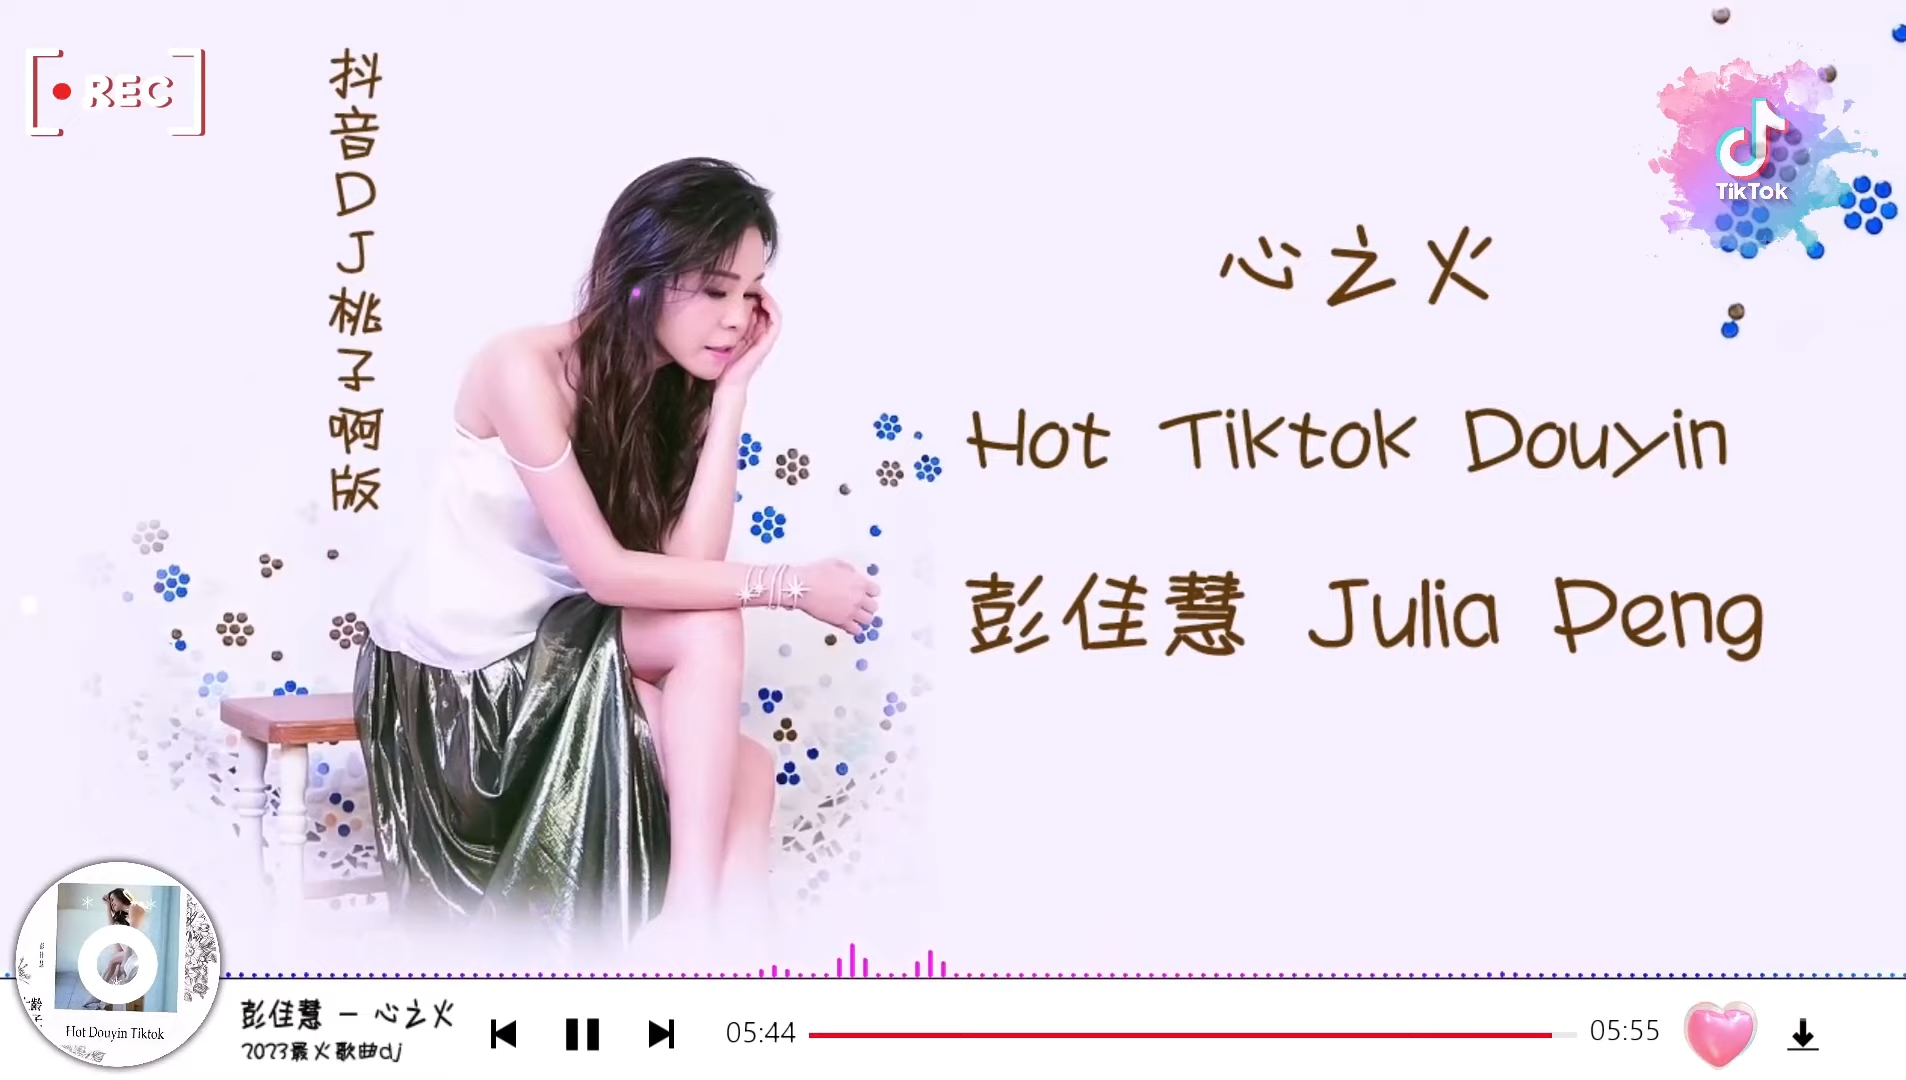 REC
抖音DJ桃子啊版
TikTok
心之火
Hot Tiktok Douyin
彭佳慧 Julia Peng
Hot Douyin Tiktok
彭佳慧 - 心之火
2023最火歌曲dj
05:44
05:55